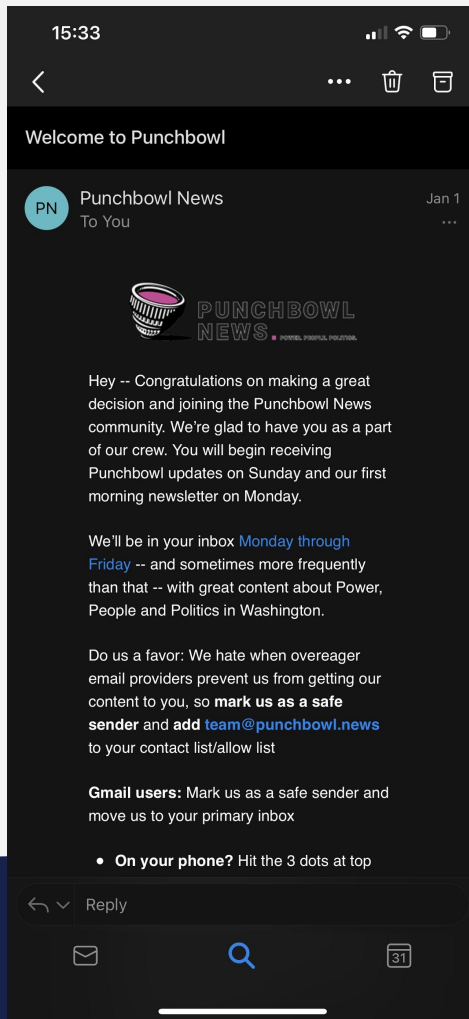 15:33
Welcome to Punchbowl
PN
Punchbowl News
Jan 1
To You
PUNCHBOWL
NEWS. POWER. PEOPLE. POLITICS.
Hey -- Congratulations on making a great
decision and joining the Punchbowl News
community. We’re glad to have you as a part
of our crew. You will begin receiving
Punchbowl updates on Sunday and our first
morning newsletter on Monday.
We’ll be in your inbox Monday through
Friday -- and sometimes more frequently
than that -- with great content about Power,
People and Politics in Washington.
Do us a favor: We hate when overeager
email providers prevent us from getting our
content to you, so mark us as a safe
sender and add team@punchbowl.news
to your contact list/allow list
Gmail users: Mark us as a safe sender and
move us to your primary inbox
• On your phone? Hit the 3 dots at top
Reply
31